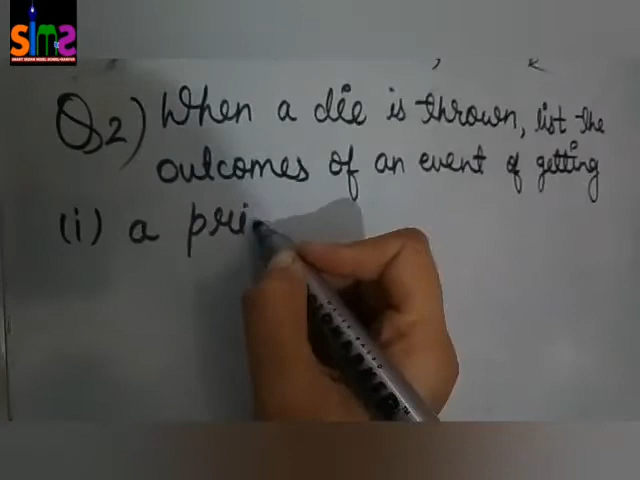 sims
Q2) When a die is thrown, list the
outcomes of an event of getting
(i) a pri